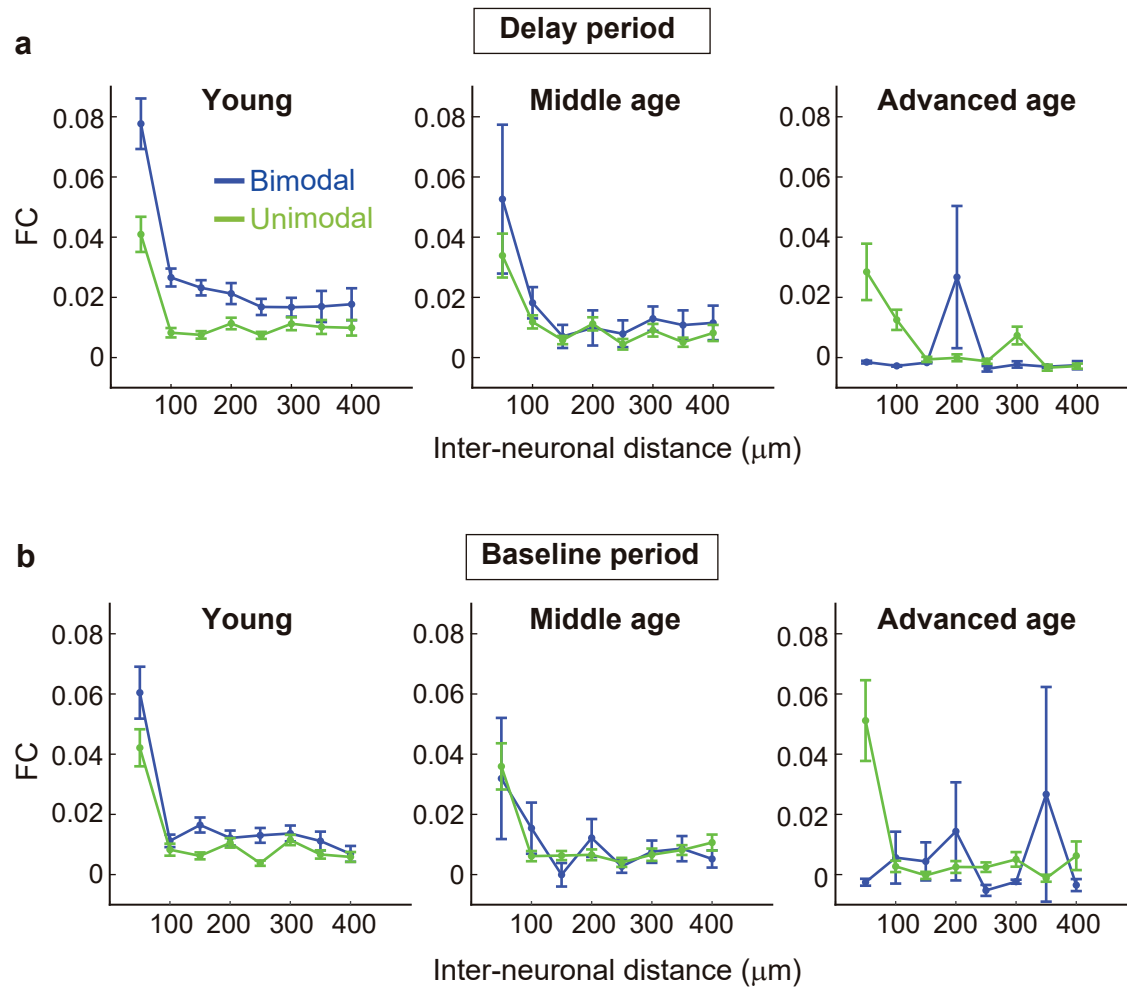 a
Delay period
Young
Middle age
Advanced age
Bimodal
Unimodal
FC
0.08
0.06
0.04
0.02
0
0.08
0.06
0.04
0.02
0
0.08
0.06
0.04
0.02
0
100 200 300 400
100 200 300 400
100 200 300 400
Inter-neuronal distance (μm)
b
Baseline period
Young
Middle age
Advanced age
FC
0.08
0.06
0.04
0.02
0
0.08
0.06
0.04
0.02
0
0.08
0.06
0.04
0.02
0
100 200 300 400
100 200 300 400
100 200 300 400
Inter-neuronal distance (μm)